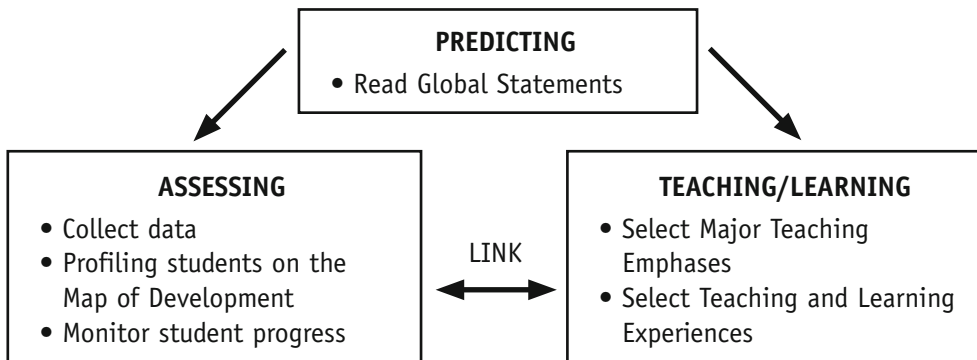 PREDICTING
• Read Global Statements
ASSESSING
• Collect data
• Profiling students on the
Map of Development
• Monitor student progress
LINK
TEACHING/LEARNING
• Select Major Teaching
Emphases
• Select Teaching and Learning
Experiences